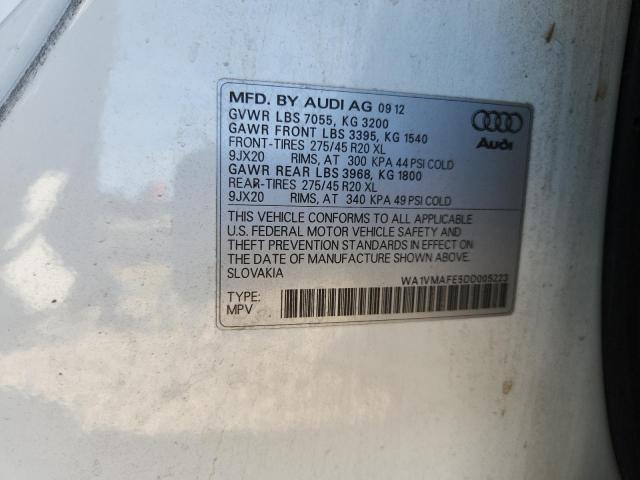 MFD. BY AUDI AG 09 12
GVWR LBS 7055, KG 3200
GAWR FRONT LBS 3395, KG 1540
FRONT-TIRES 275/45 R20 XL
9JX20 RIMS, AT 300 KPA 44 PSI COLD
GAWR REAR LBS 3968, KG 1800
REAR-TIRES 275/45 R20 XL
9JX20 RIMS, AT 340 KPA 49 PSI COLD
Audi
THIS VEHICLE CONFORMS TO ALL APPLICABLE
U.S. FEDERAL MOTOR VEHICLE SAFETY AND
THEFT PREVENTION STANDARDS IN EFFECT ON
THE DATE OF MANUFACTURE SHOWN ABOVE.
SLOVAKIA
WA1VMAFE5DD005223
TYPE:
MPV